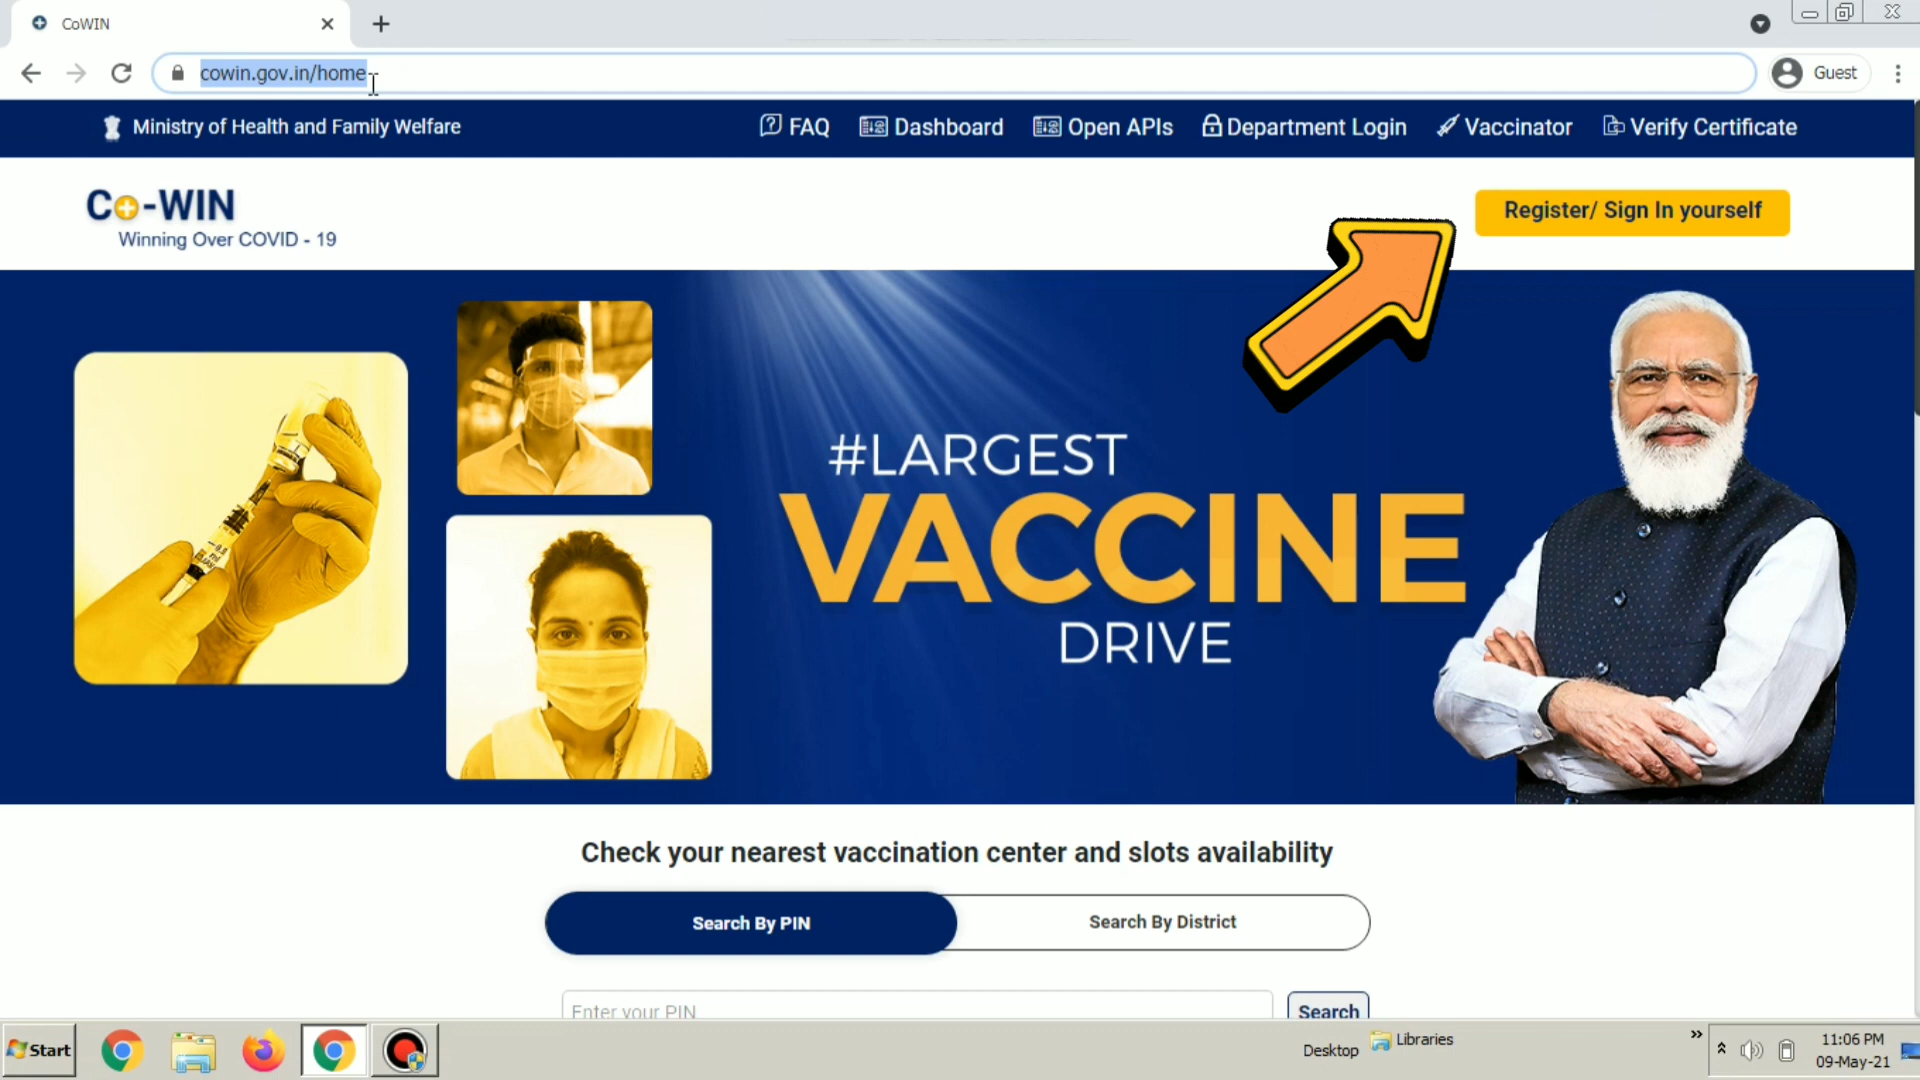 CoWIN
cowin.gov.in/home
Guest
Ministry of Health and Family Welfare
FAQ
Dashboard
Open APIs
Department Login
Vaccinator
Verify Certificate
Co-WIN
Winning Over COVID - 19
Register/ Sign In yourself
#LARGEST
VACCINE
DRIVE
Check your nearest vaccination center and slots availability
Search By PIN
Search By District
Enter your PIN
Search
Start
Desktop
Libraries
11:06 PM
09-May-21